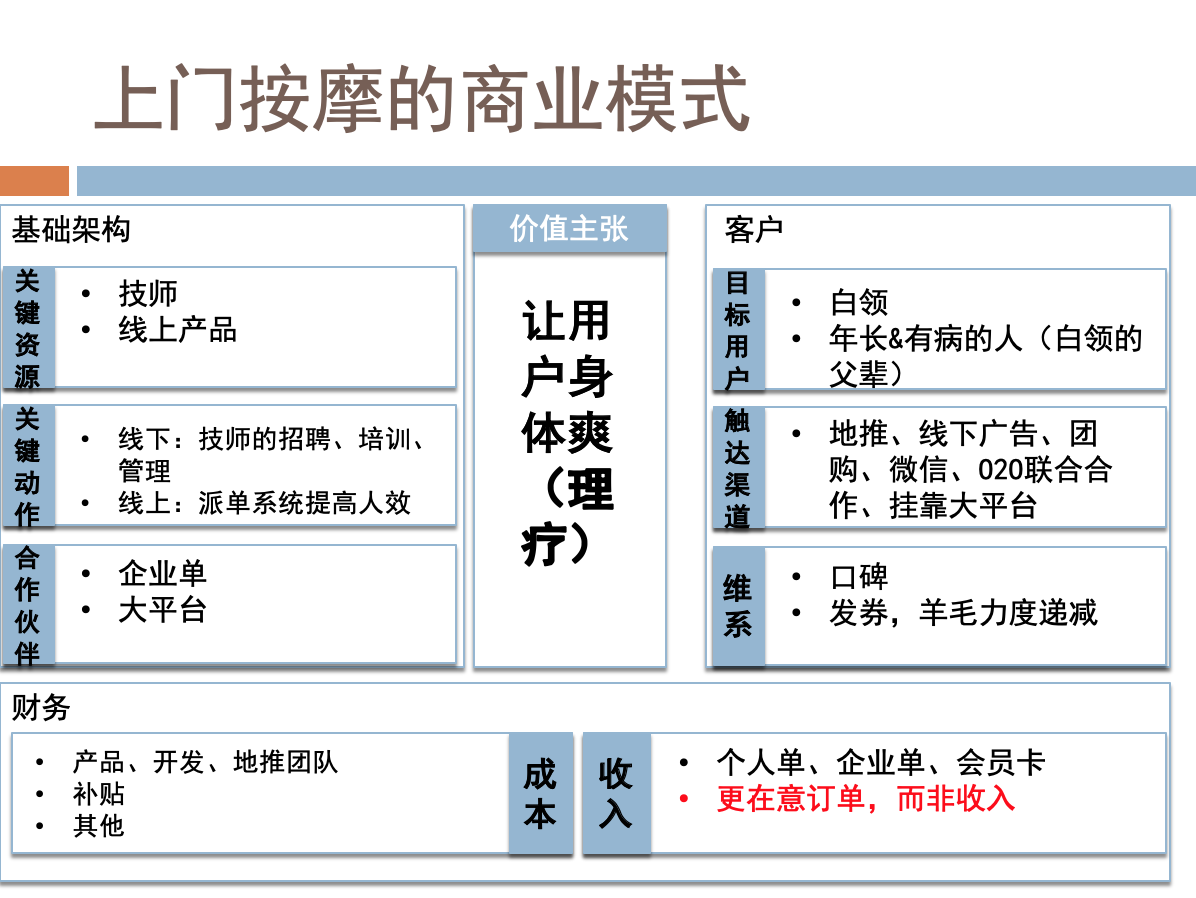 上门按摩的商业模式
基础架构
关键资源
• 技师
• 线上产品
关键动作
• 线下：技师的招聘、培训、
管理
• 线上：派单系统提高人效
合作伙伴
• 企业单
• 大平台
价值主张
让用
户身
体爽
（理
疗）
客户
目标用户
• 白领
• 年长&有病的人（白领的
父辈）
触达渠道
• 地推、线下广告、团
购、微信、O2O联合合
作、挂靠大平台
维系
• 口碑
• 发券，羊毛力度递减
财务
• 产品、开发、地推团队
• 补贴
• 其他
成本
收入
• 个人单、企业单、会员卡
• 更在意订单，而非收入